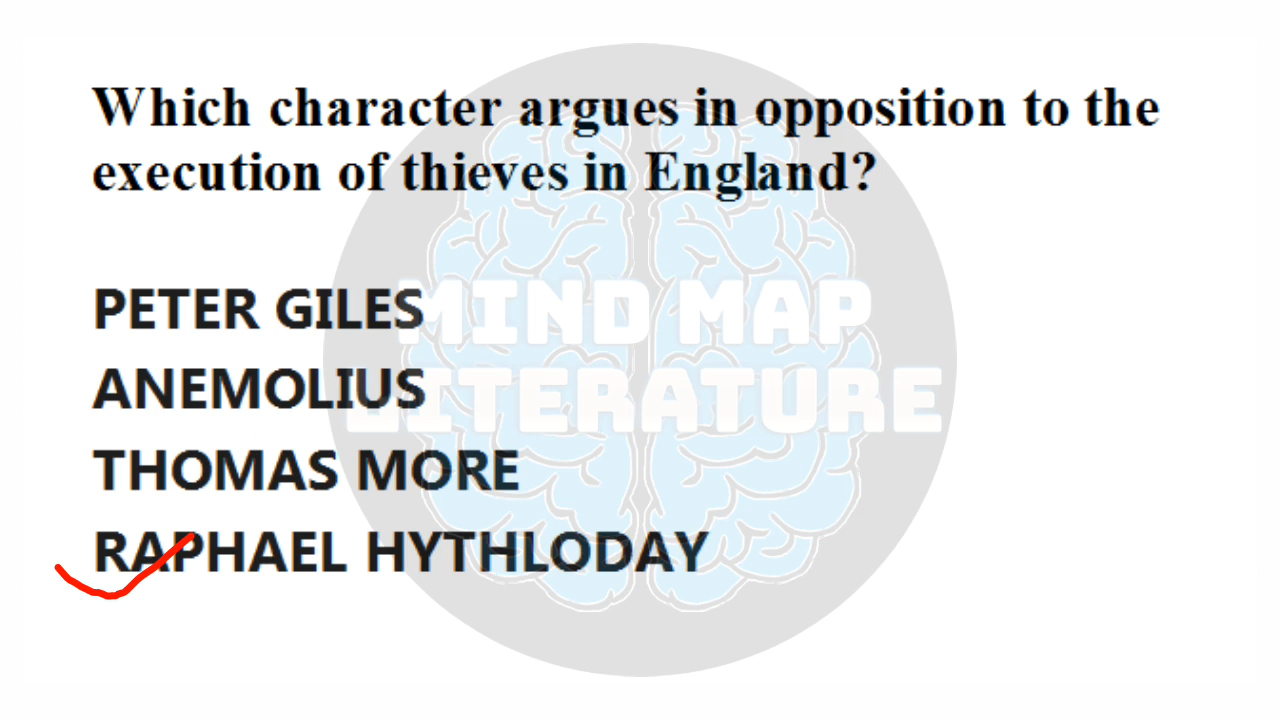 Which character argues in opposition to the
execution of thieves in England?
PETER GILES
MIND MAP
ANEMOLIUS
LITERATURE
THOMAS MORE
RAPHAEL HYTHLODAY